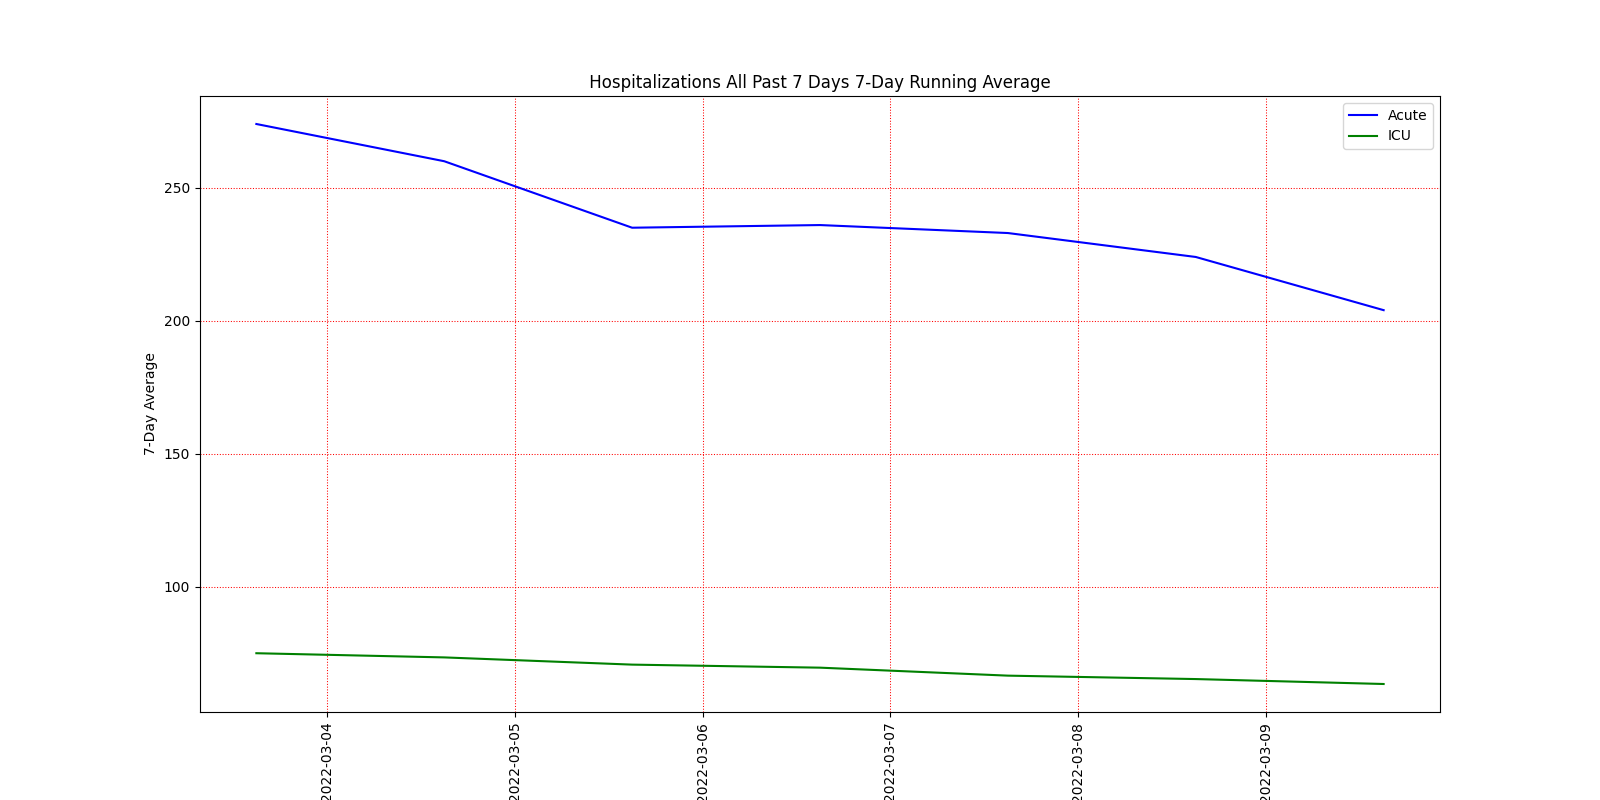 Hospitalizations All Past 7 Days 7-Day Running Average
Acute
ICU
7-Day Average
250
200
150
100
2022-03-04
2022-03-05
2022-03-06
2022-03-07
2022-03-08
2022-03-09